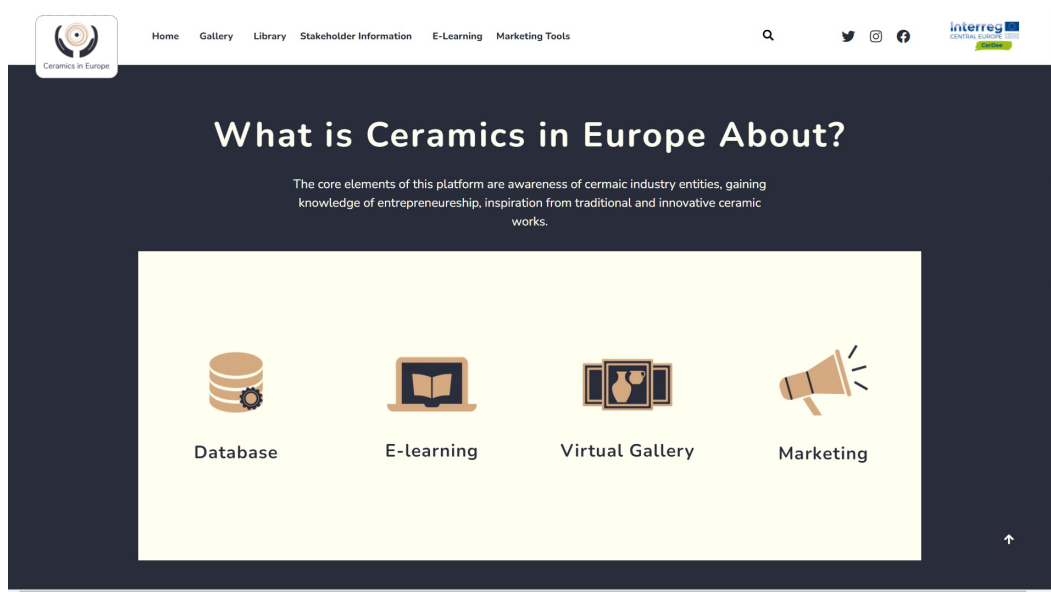 Ceramics in Europe
Home Gallery Library Stakeholder Information E-Learning Marketing Tools
Interreg
CENTRAL EUROPE
CerDee
What is Ceramics in Europe About?
The core elements of this platform are awareness of cermaic industry entities, gaining
knowledge of entrepreneureship, inspiration from traditional and innovative ceramic
works.
Database E-learning Virtual Gallery Marketing